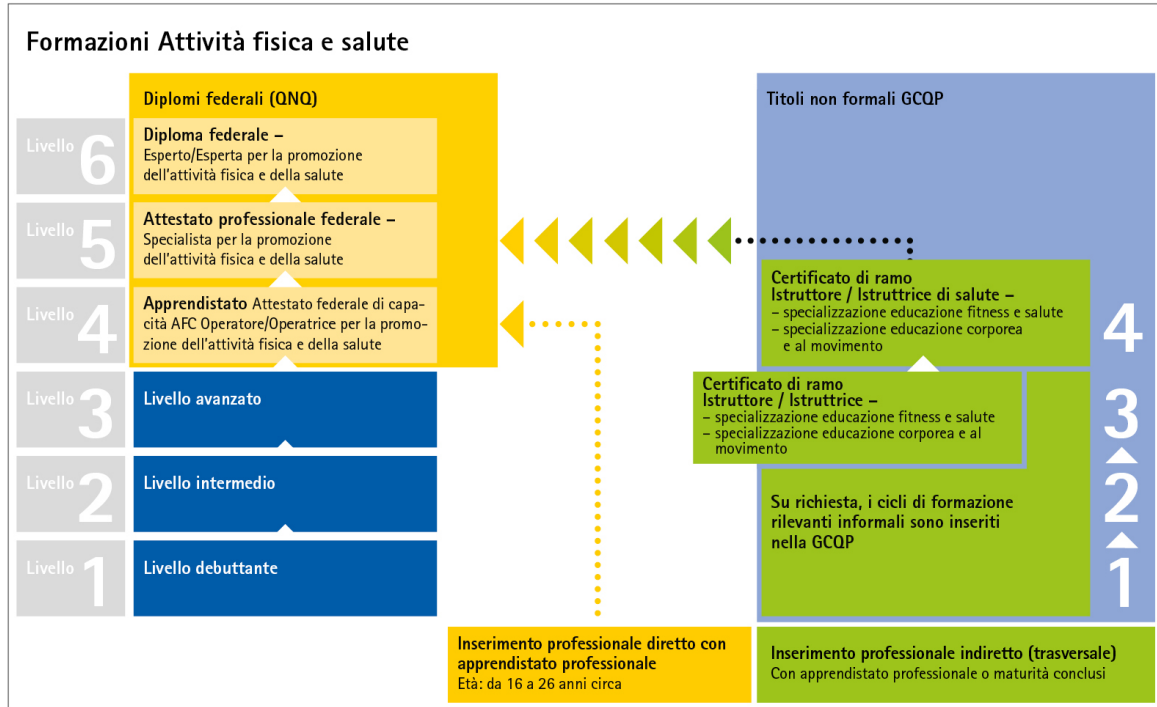 Formazioni Attività fisica e salute
Diplomi federali (QNQ)
Livello 6
Diploma federale –
Esperto/Esperta per la promozione
dell'attività fisica e della salute
Livello 5
Attestato professionale federale –
Specialista per la promozione
dell'attività fisica e della salute
Livello 4
Apprendistato Attestato federale di capa-
cità AFC Operatore/Operatrice per la promo-
zione dell'attività fisica e della salute
Livello 3
Livello avanzato
Livello 2
Livello intermedio
Livello 1
Livello debuttante
Inserimento professionale diretto con
apprendistato professionale
Età: da 16 a 26 anni circa
Titoli non formali GCQP
Certificato di ramo
Istruttore / Istruttrice di salute –
– specializzazione educazione fitness e salute
– specializzazione educazione corporea
e al movimento
4
Certificato di ramo
Istruttore / Istruttrice –
– specializzazione educazione fitness e salute
– specializzazione educazione corporea e al
movimento
3
Su richiesta, i cicli di formazione
rilevanti informali sono inseriti
nella GCQP
2
1
Inserimento professionale indiretto (trasversale)
Con apprendistato professionale o maturità conclusi